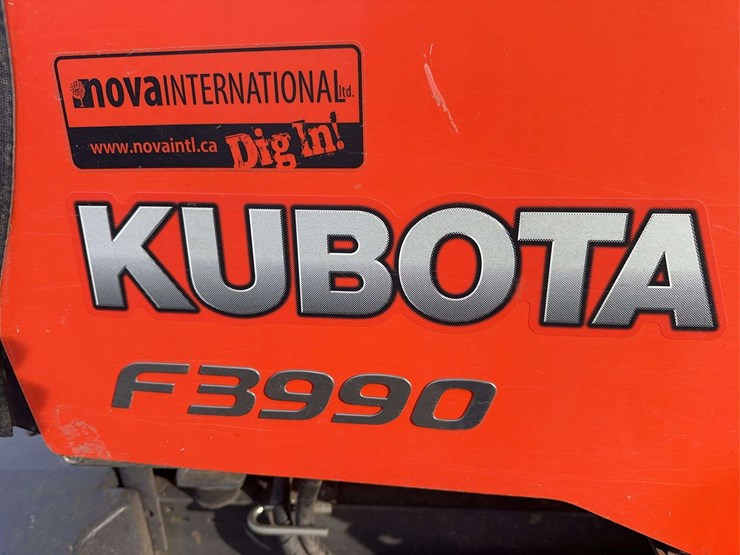 novaINTERNATIONAL ltd.
www.novaintl.ca Dig In!
KUBOTA
F3990